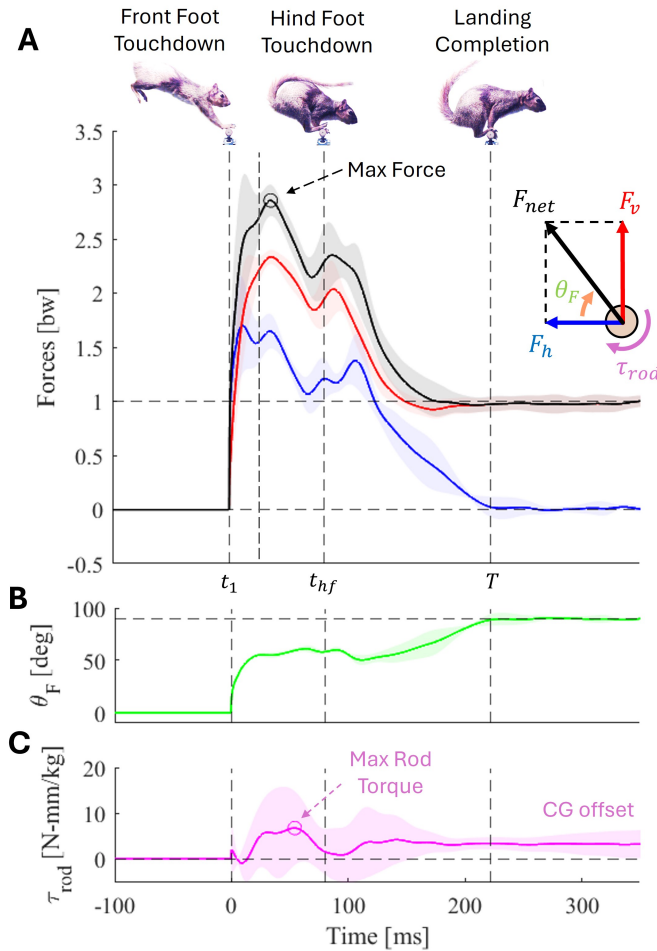 A
Front Foot
Touchdown
Hind Foot
Touchdown
Landing
Completion
3.5
3
2.5
2
1.5
1
0.5
0
-0.5
Forces [bw]
Max Force
F_net
F_v
θ_F
F_h
τ_rod
t_1
t_hf
T
B
100
50
0
θ_F [deg]
C
20
10
0
τ_rod [N-mm/kg]
Max Rod
Torque
CG offset
-100 0 100 200 300
Time [ms]